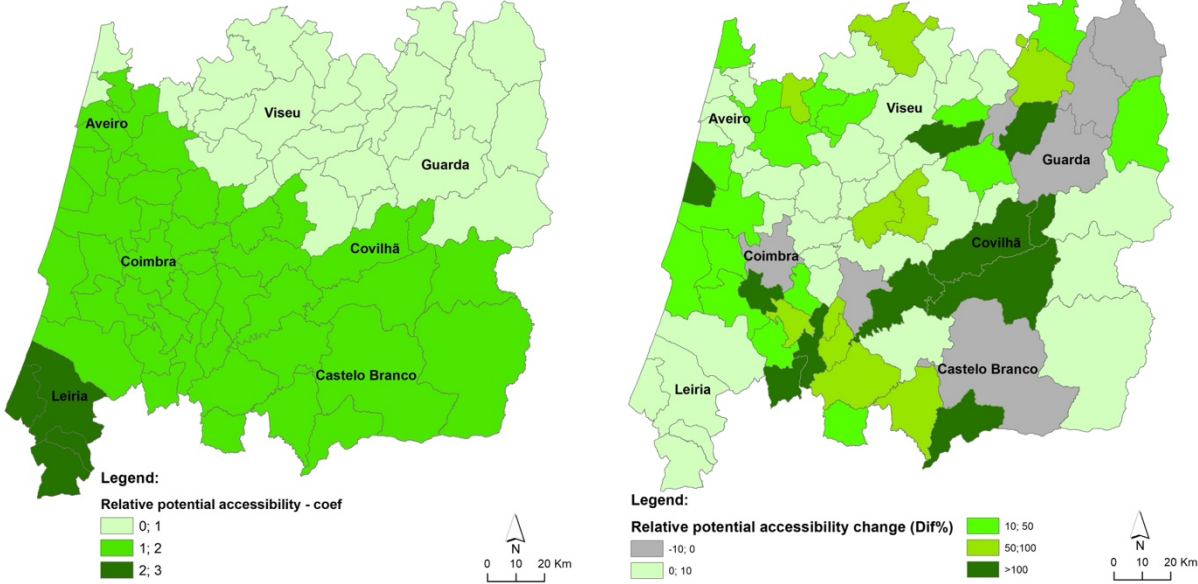 Viseu
Aveiro
Guarda
Covilhã
Coimbra
Castelo Branco
Leiria
Legend:
Relative potential accessibility - coef
0; 1
1; 2
2; 3
N
0 10 20 Km
Viseu
Aveiro
Guarda
Covilhã
Coimbra
Castelo Branco
Leiria
Legend:
Relative potential accessibility change (Dif%)
-10; 0
0; 10
10; 50
50;100
>100
N
0 10 20 Km